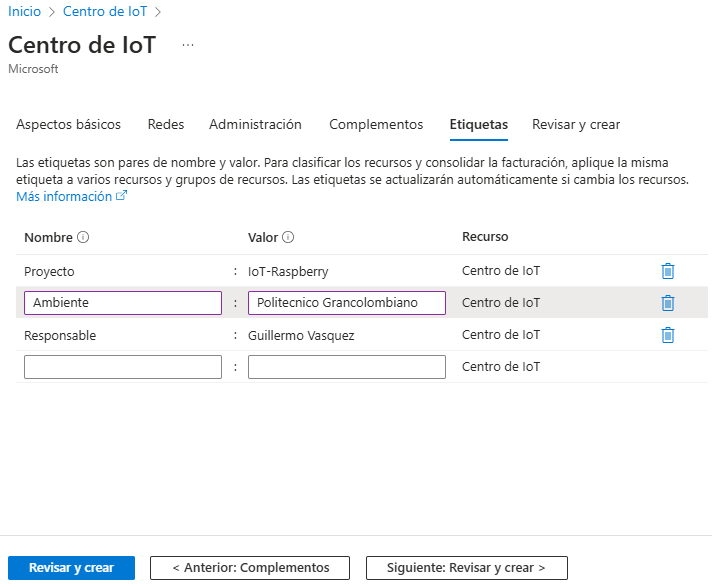 Inicio > Centro de IoT >
Centro de IoT ...
Microsoft
Aspectos básicos Redes Administración Complementos Etiquetas Revisar y crear
Las etiquetas son pares de nombre y valor. Para clasificar los recursos y consolidar la facturación, aplique la misma
etiqueta a varios recursos y grupos de recursos. Las etiquetas se actualizarán automáticamente si cambia los recursos.
Más información
Nombre Valor Recurso
Proyecto : IoT-Raspberry Centro de IoT
Ambiente : Politecnico Grancolombiano Centro de IoT
Responsable : Guillermo Vasquez Centro de IoT
: Centro de IoT
Revisar y crear < Anterior: Complementos Siguiente: Revisar y crear >